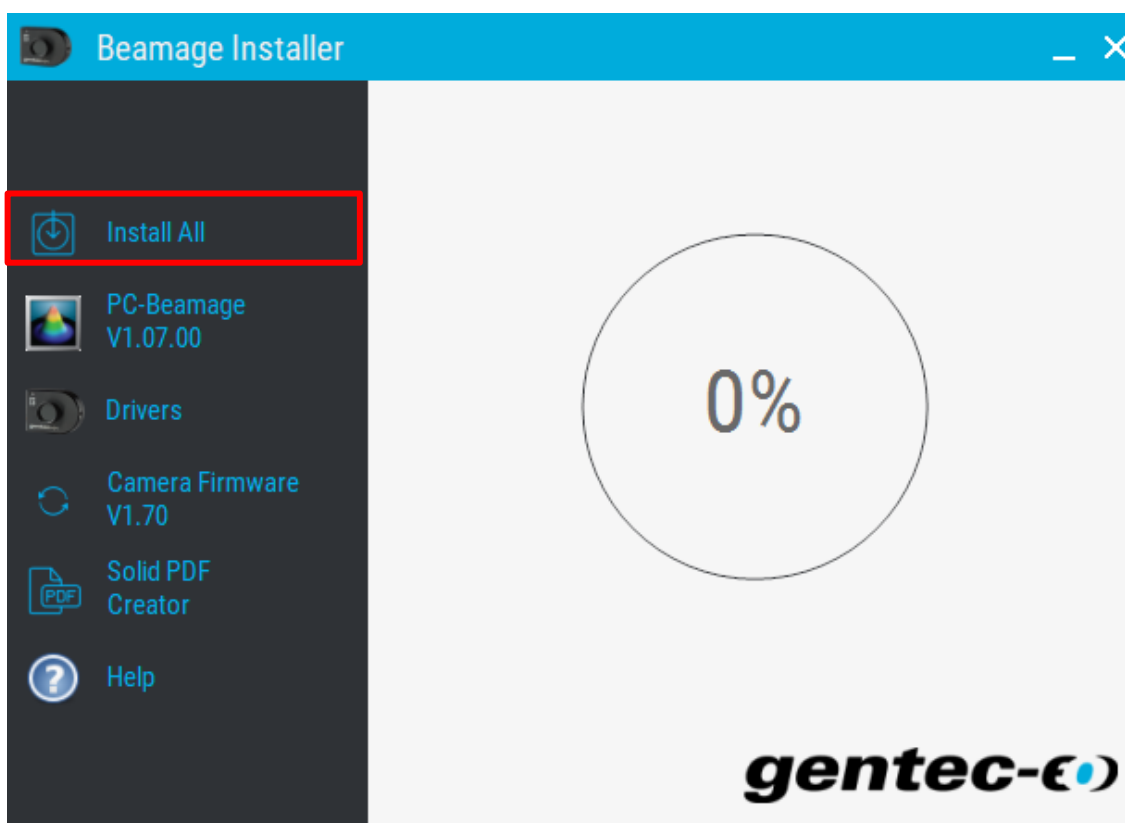 Beamage Installer
Install All
PC-Beamage
V1.07.00
Drivers
Camera Firmware
V1.70
Solid PDF
Creator
PDF
Help
0%
gentec-eo